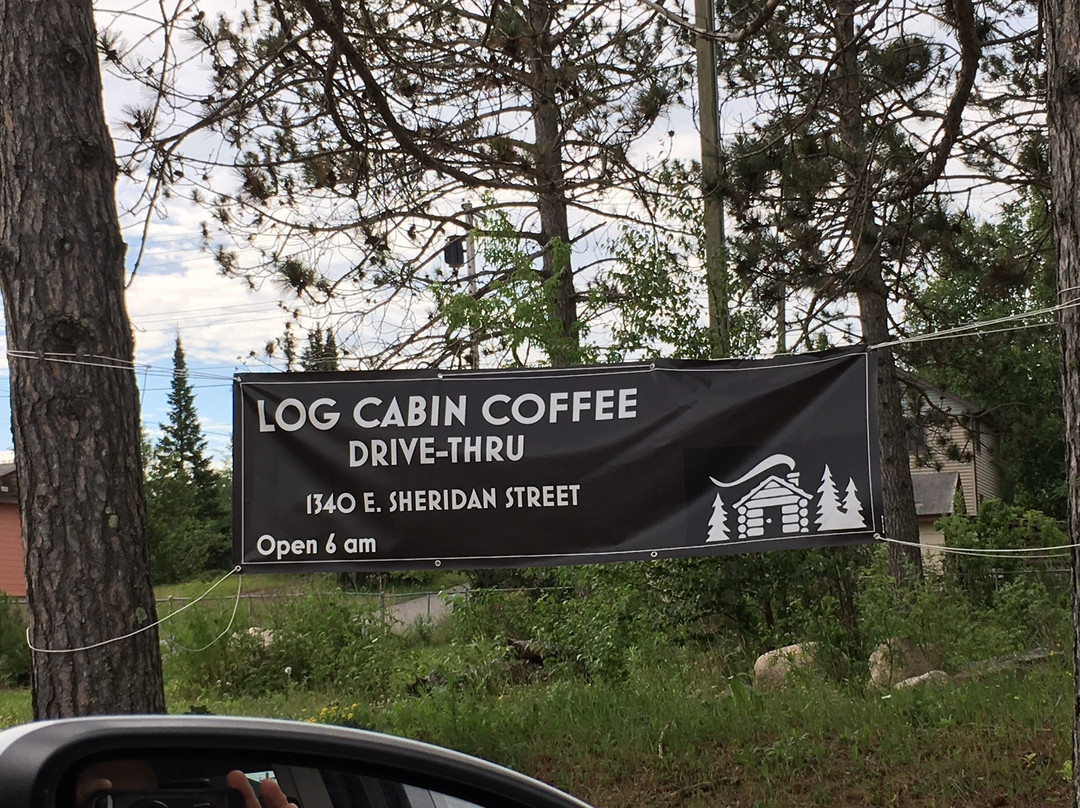 LOG CABIN COFFEE
DRIVE-THRU
1340 E. SHERIDAN STREET
Open 6 am